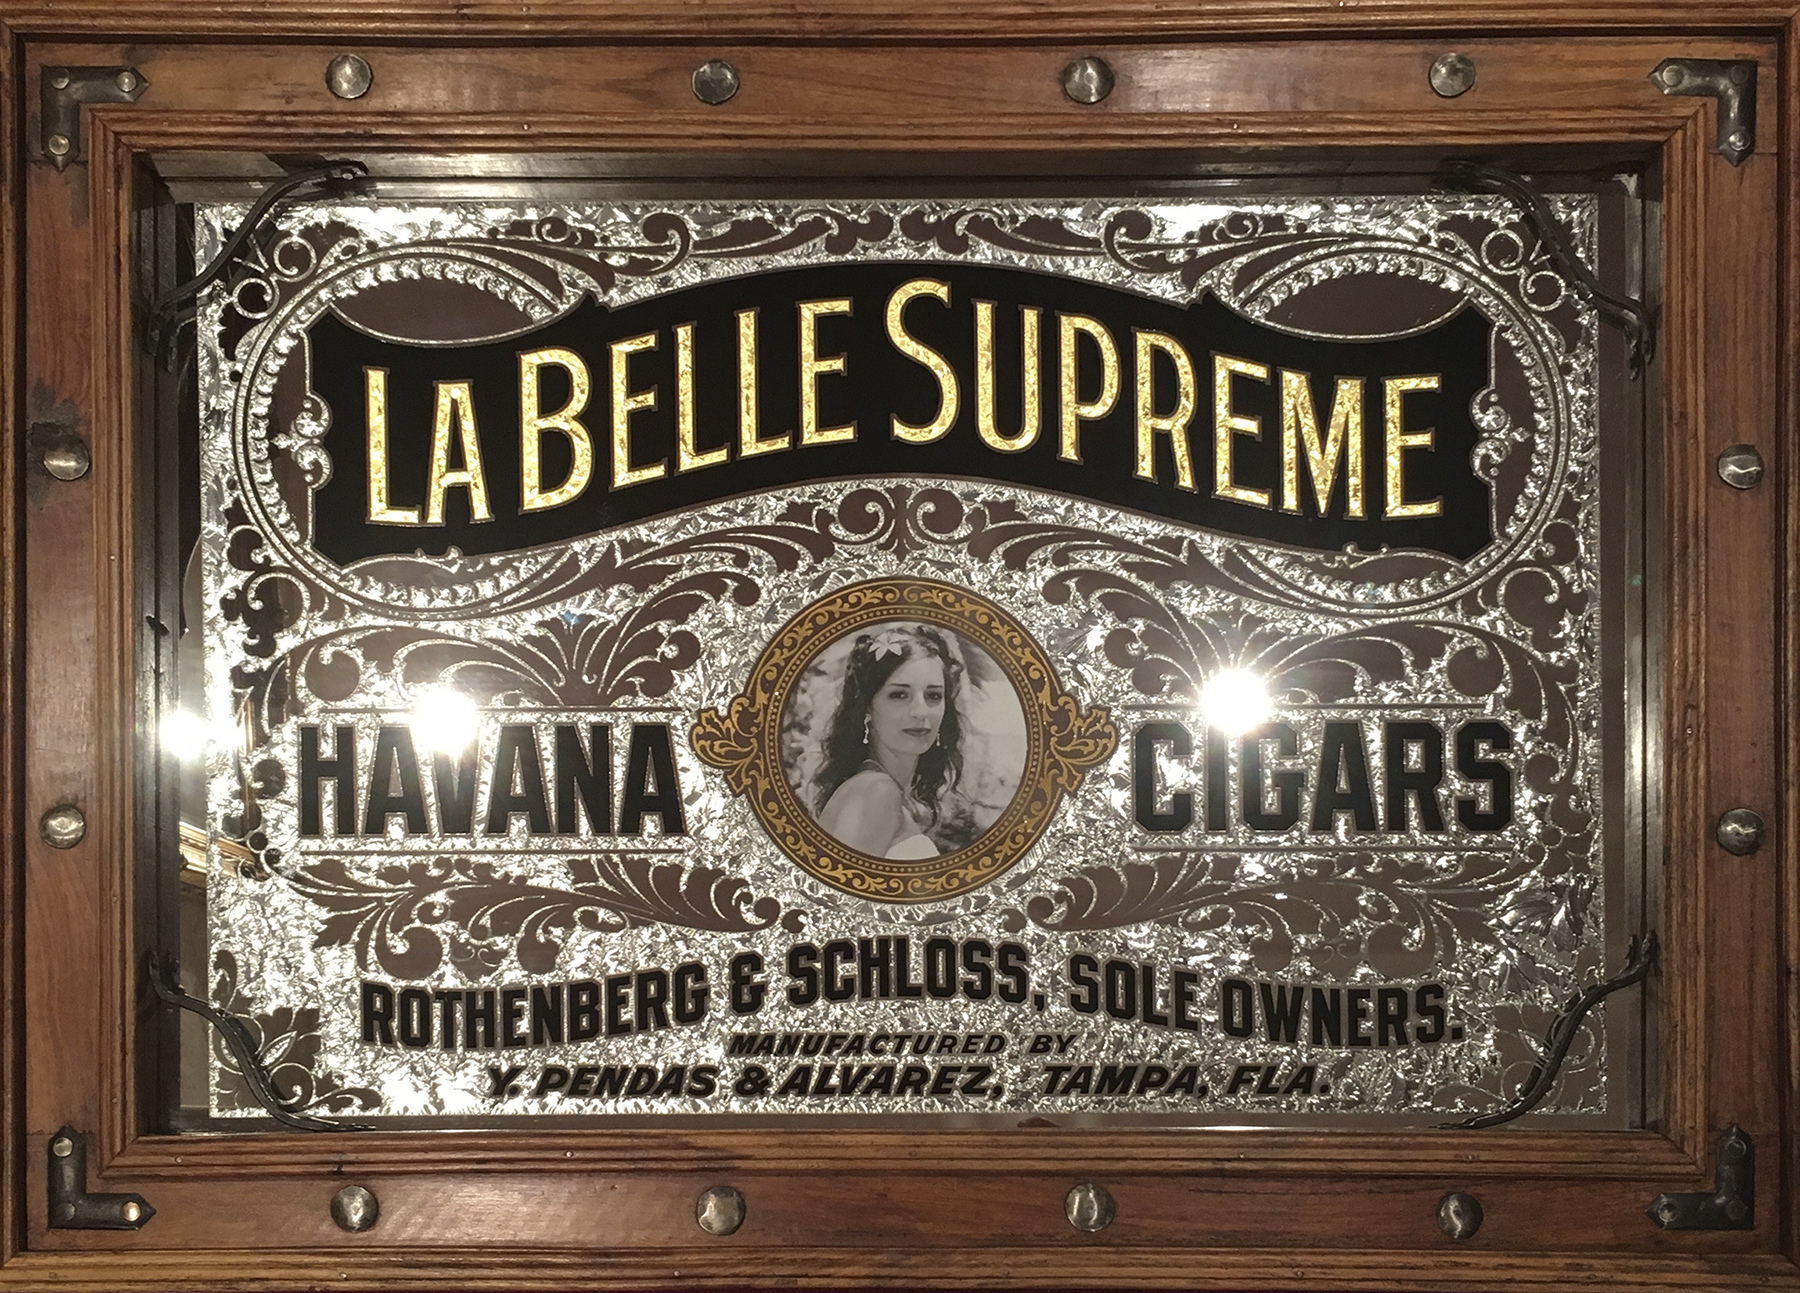 LA BELLE SUPREME
HAVANA CIGARS
ROTHENBERG & SCHLOSS, SOLE OWNERS.
MANUFACTURED BY
Y. PENDAS & ALVAREZ, TAMPA, FLA.